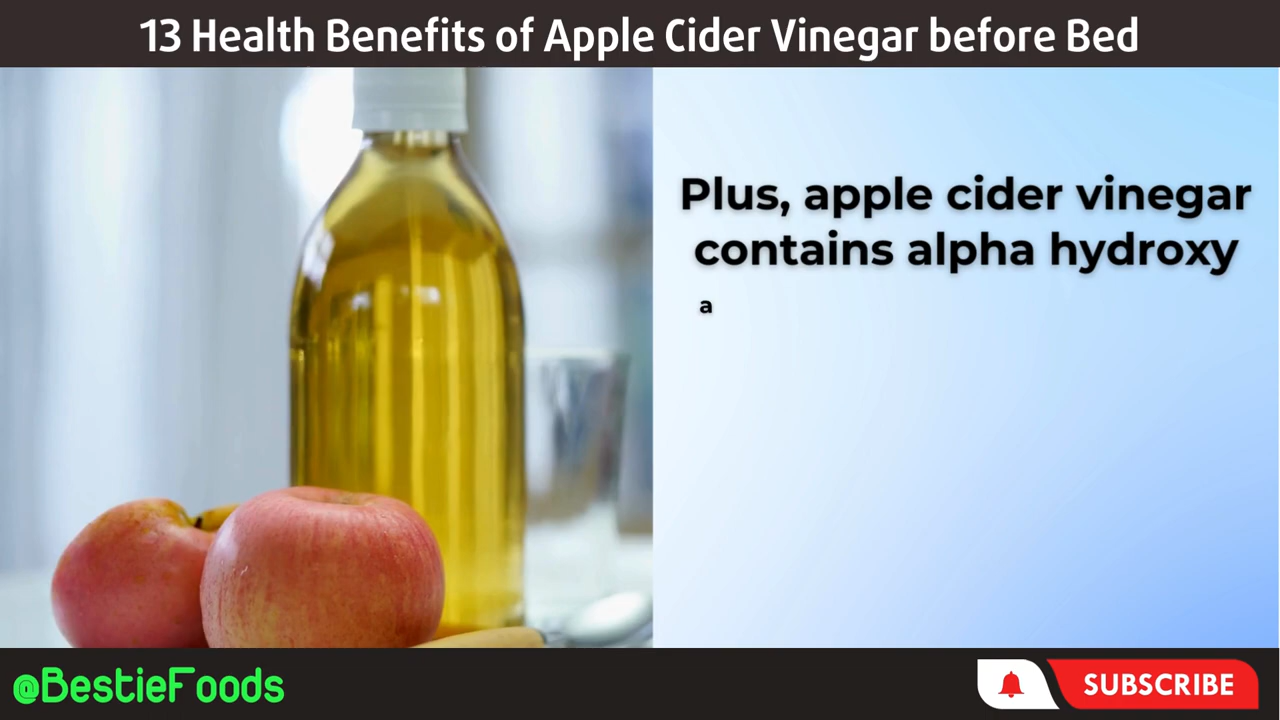 13 Health Benefits of Apple Cider Vinegar before Bed
Plus, apple cider vinegar
contains alpha hydroxy
a
@BestieFoods
SUBSCRIBE